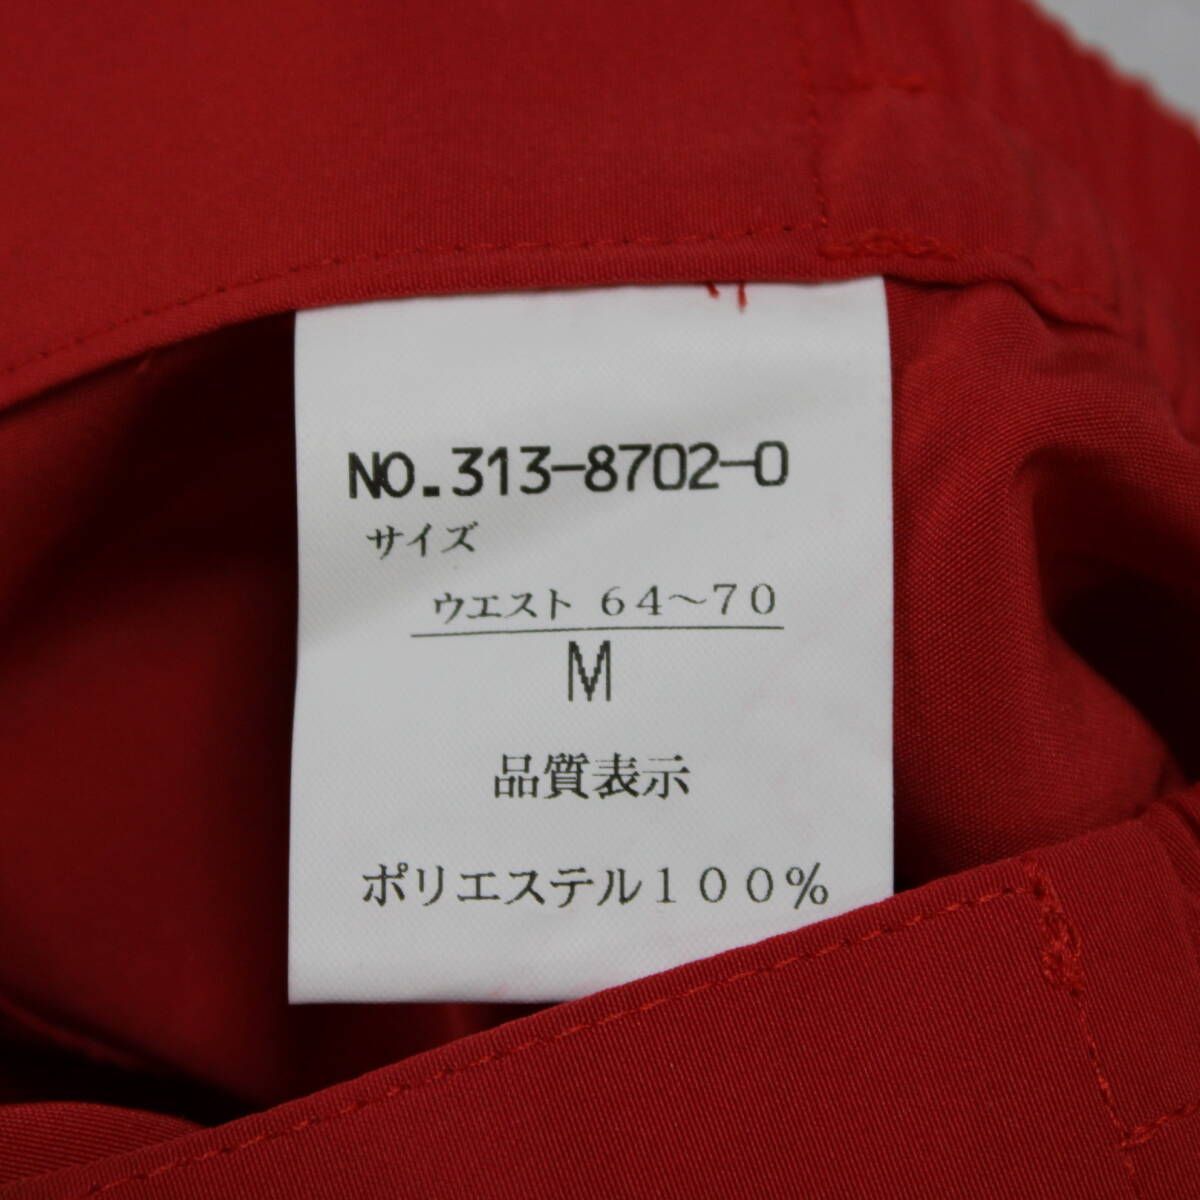 NO.313-8702-0
サイズ
ウエスト 64〜70
M
品質表示
ポリエステル100%